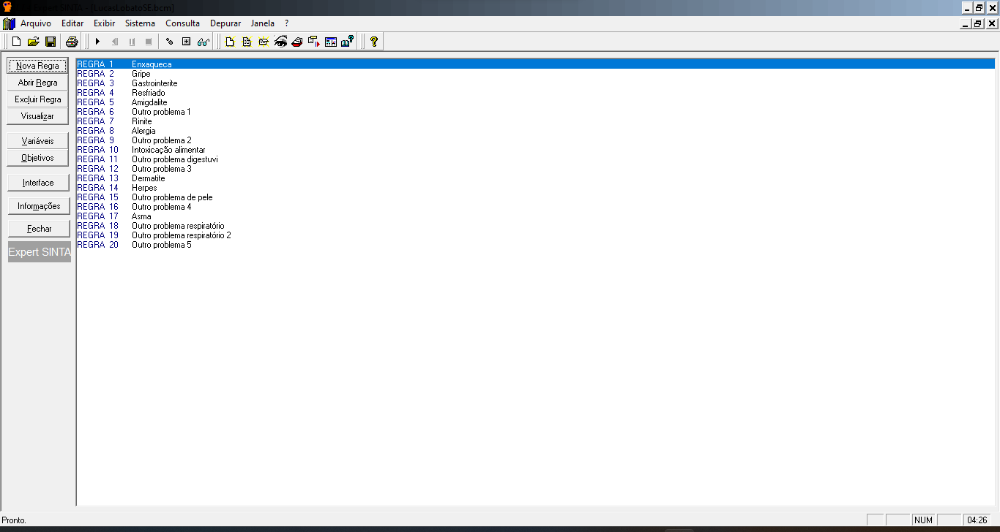 Expert SINTA - [LucasLobatoSE.bcm]
Arquivo Editar Exibir Sistema Consulta Depurar Janela ?
Nova Regra
Abrir Regra
Excluir Regra
Visualizar
Variáveis
Objetivos
Interface
Informações
Fechar
Expert SINTA
REGRA 1 Enxaqueca
REGRA 2 Gripe
REGRA 3 Gastrointerite
REGRA 4 Resfriado
REGRA 5 Amigdalite
REGRA 6 Outro problema 1
REGRA 7 Rinite
REGRA 8 Alergia
REGRA 9 Outro problema 2
REGRA 10 Intoxicação alimentar
REGRA 11 Outro problema digestuvi
REGRA 12 Outro problema 3
REGRA 13 Dermatite
REGRA 14 Herpes
REGRA 15 Outro problema de pele
REGRA 16 Outro problema 4
REGRA 17 Asma
REGRA 18 Outro problema respiratório
REGRA 19 Outro problema respiratório 2
REGRA 20 Outro problema 5
Pronto. NUM 04:26